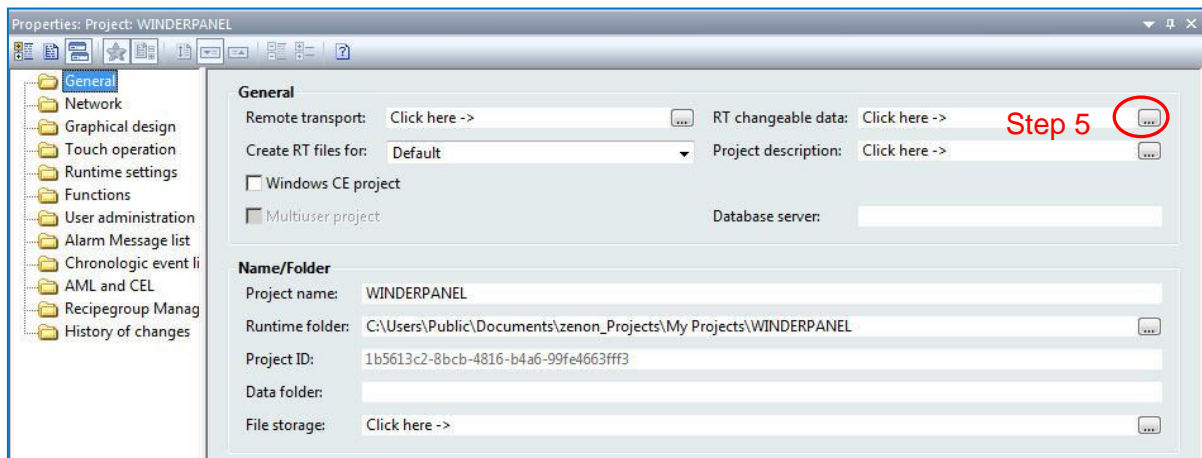 Properties: Project: WINDERPANEL
General
Network
Graphical design
Touch operation
Runtime settings
Functions
User administration
Alarm Message list
Chronologic event li
AML and CEL
Recipegroup Manag
History of changes
General
Remote transport: Click here -> ... RT changeable data: Click here -> Step 5 ...
Create RT files for: Default Project description: Click here -> ...
Windows CE project
Multiuser project Database server:
Name/Folder
Project name: WINDERPANEL
Runtime folder: C:\Users\Public\Documents\zenon_Projects\My Projects\WINDERPANEL ...
Project ID: 1b5613c2-8bcb-4816-b4a6-99fe4663fff3
Data folder:
File storage: Click here -> ...